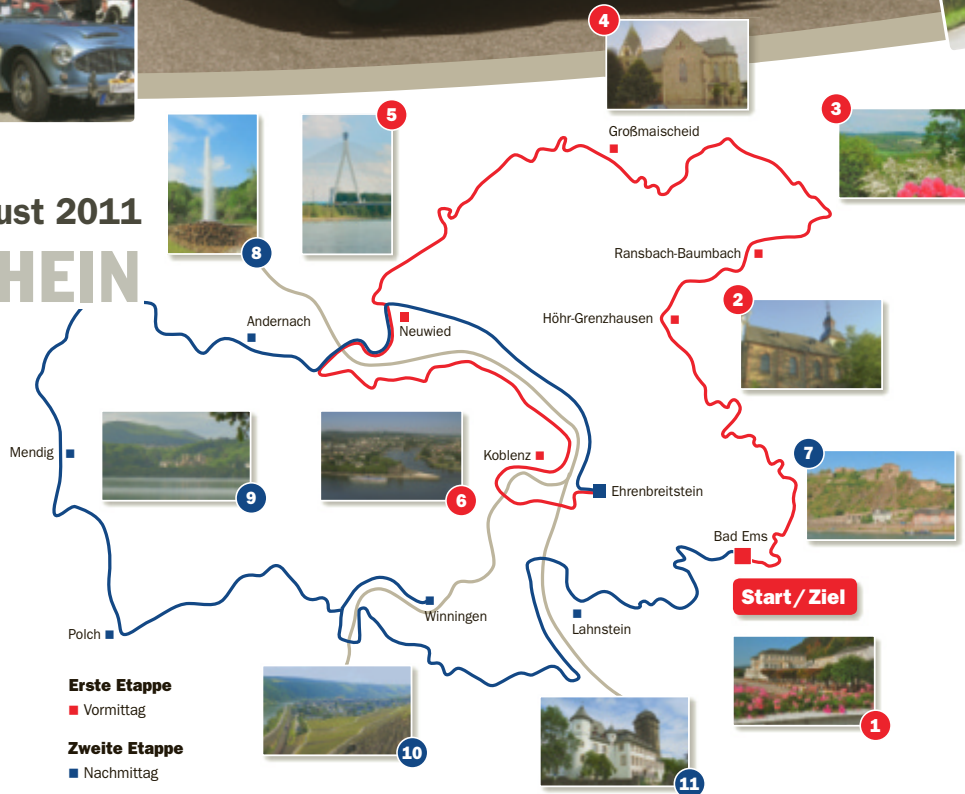 4
5
Großmaischeid
3
ust 2011
Ransbach-Baumbach
8
HEIN
2
Andernach
Neuwied
Höhr-Grenzhausen
Mendig
Koblenz
7
9
6
Ehrenbreitstein
Bad Ems
Start/Ziel
Winningen
Lahnstein
Polch
Erste Etappe
Vormittag
Zweite Etappe
Nachmittag
1
10
11